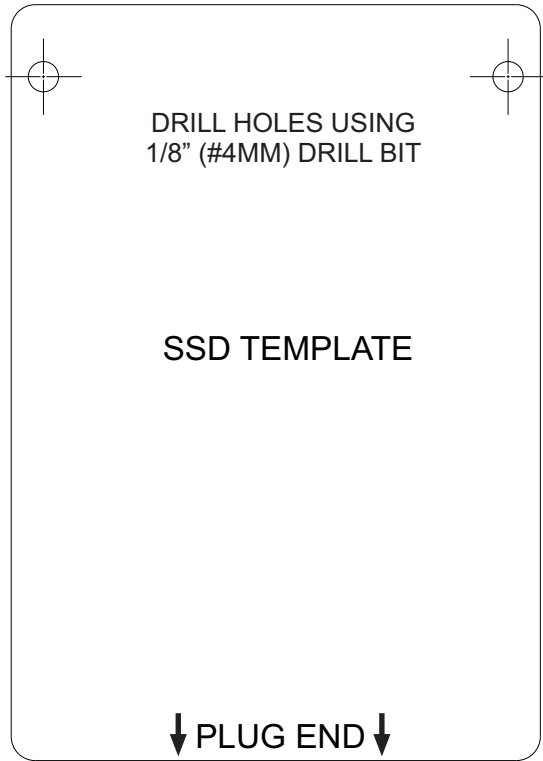 DRILL HOLES USING
1/8” (#4MM) DRILL BIT
SSD TEMPLATE
PLUG END